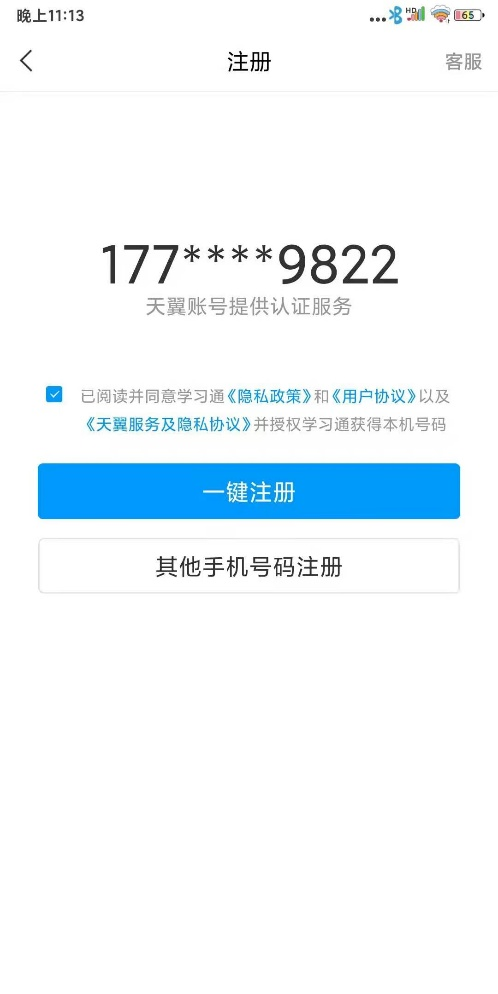 晚上11:13
HD
65
注册
客服
177****9822
天翼账号提供认证服务
已阅读并同意学习通《隐私政策》和《用户协议》以及
《天翼服务及隐私协议》并授权学习通获得本机号码
一键注册
其他手机号码注册